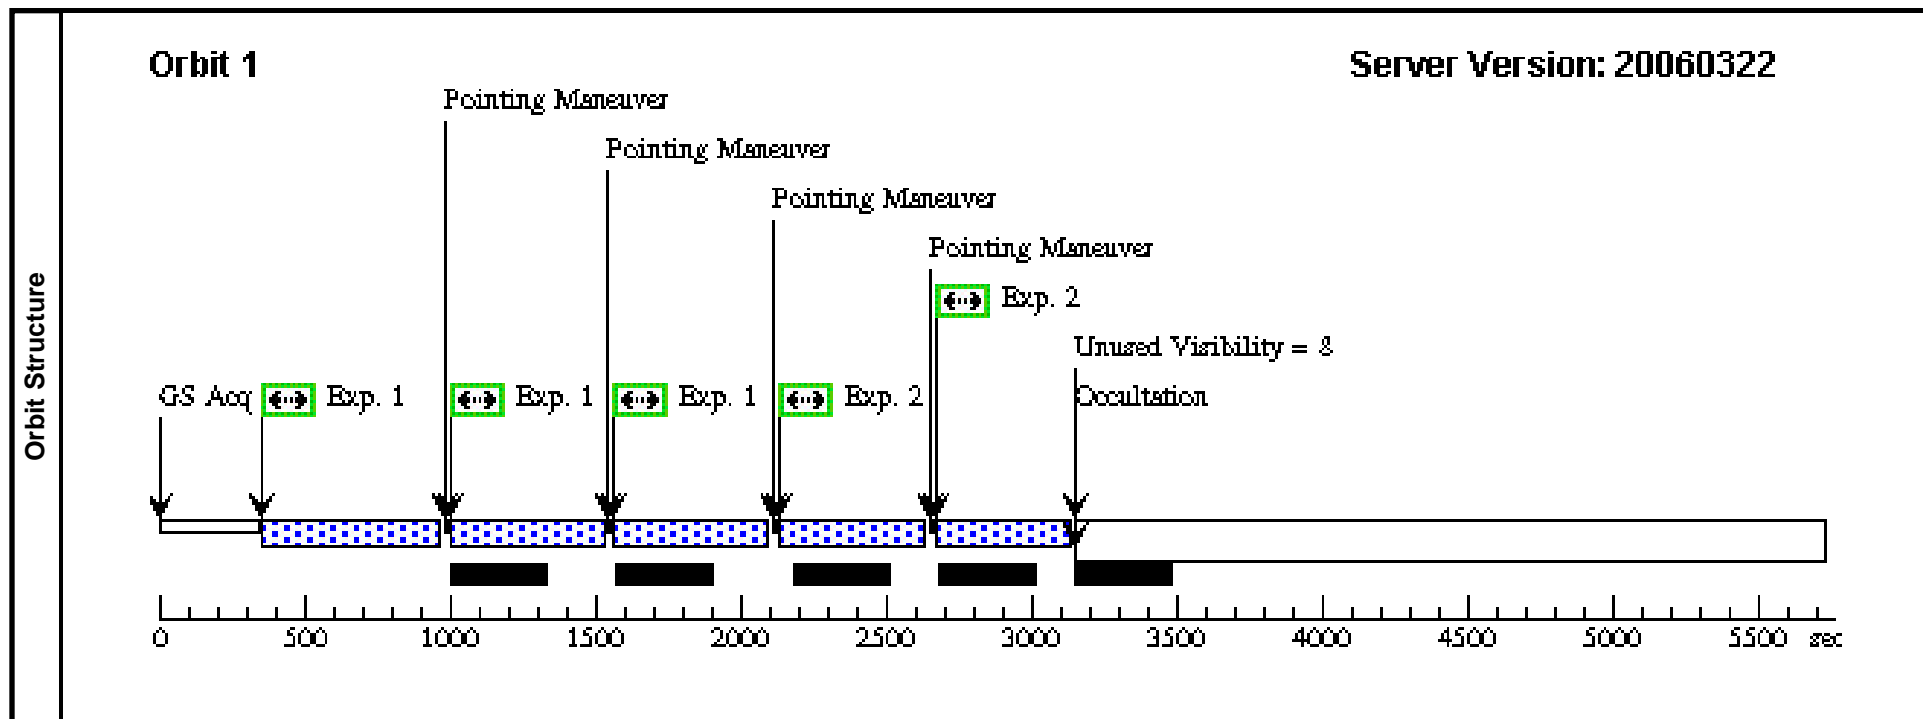 Orbit Structure
Orbit 1
Server Version: 20060322
Pointing Maneuver
Pointing Maneuver
Pointing Maneuver
Pointing Maneuver
Exp. 2
Unused Visibility = 8
GS Acq Exp. 1 Exp. 1 Exp. 1 Exp. 2 Occultation
0 500 1000 1500 2000 2500 3000 3500 4000 4500 5000 5500 sec